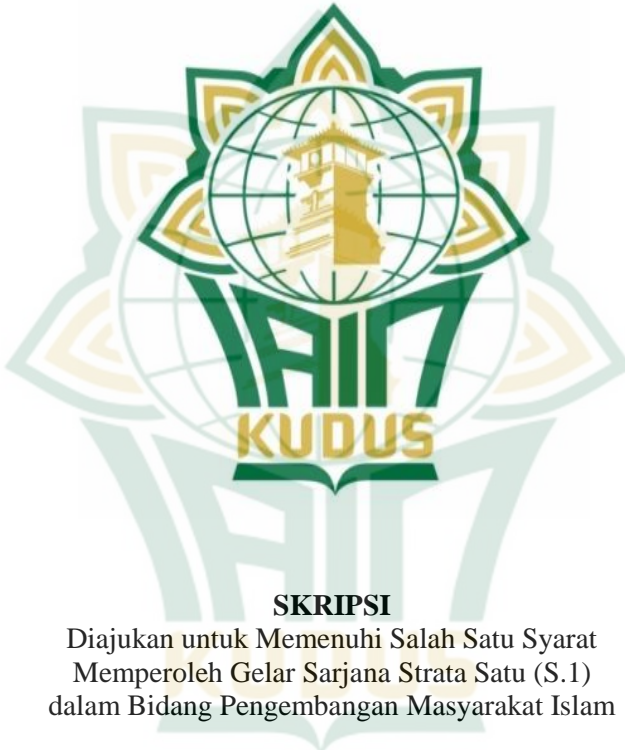 IAIN
KUDUS
SKRIPSI
Diajukan untuk Memenuhi Salah Satu Syarat
Memperoleh Gelar Sarjana Strata Satu (S.1)
dalam Bidang Pengembangan Masyarakat Islam